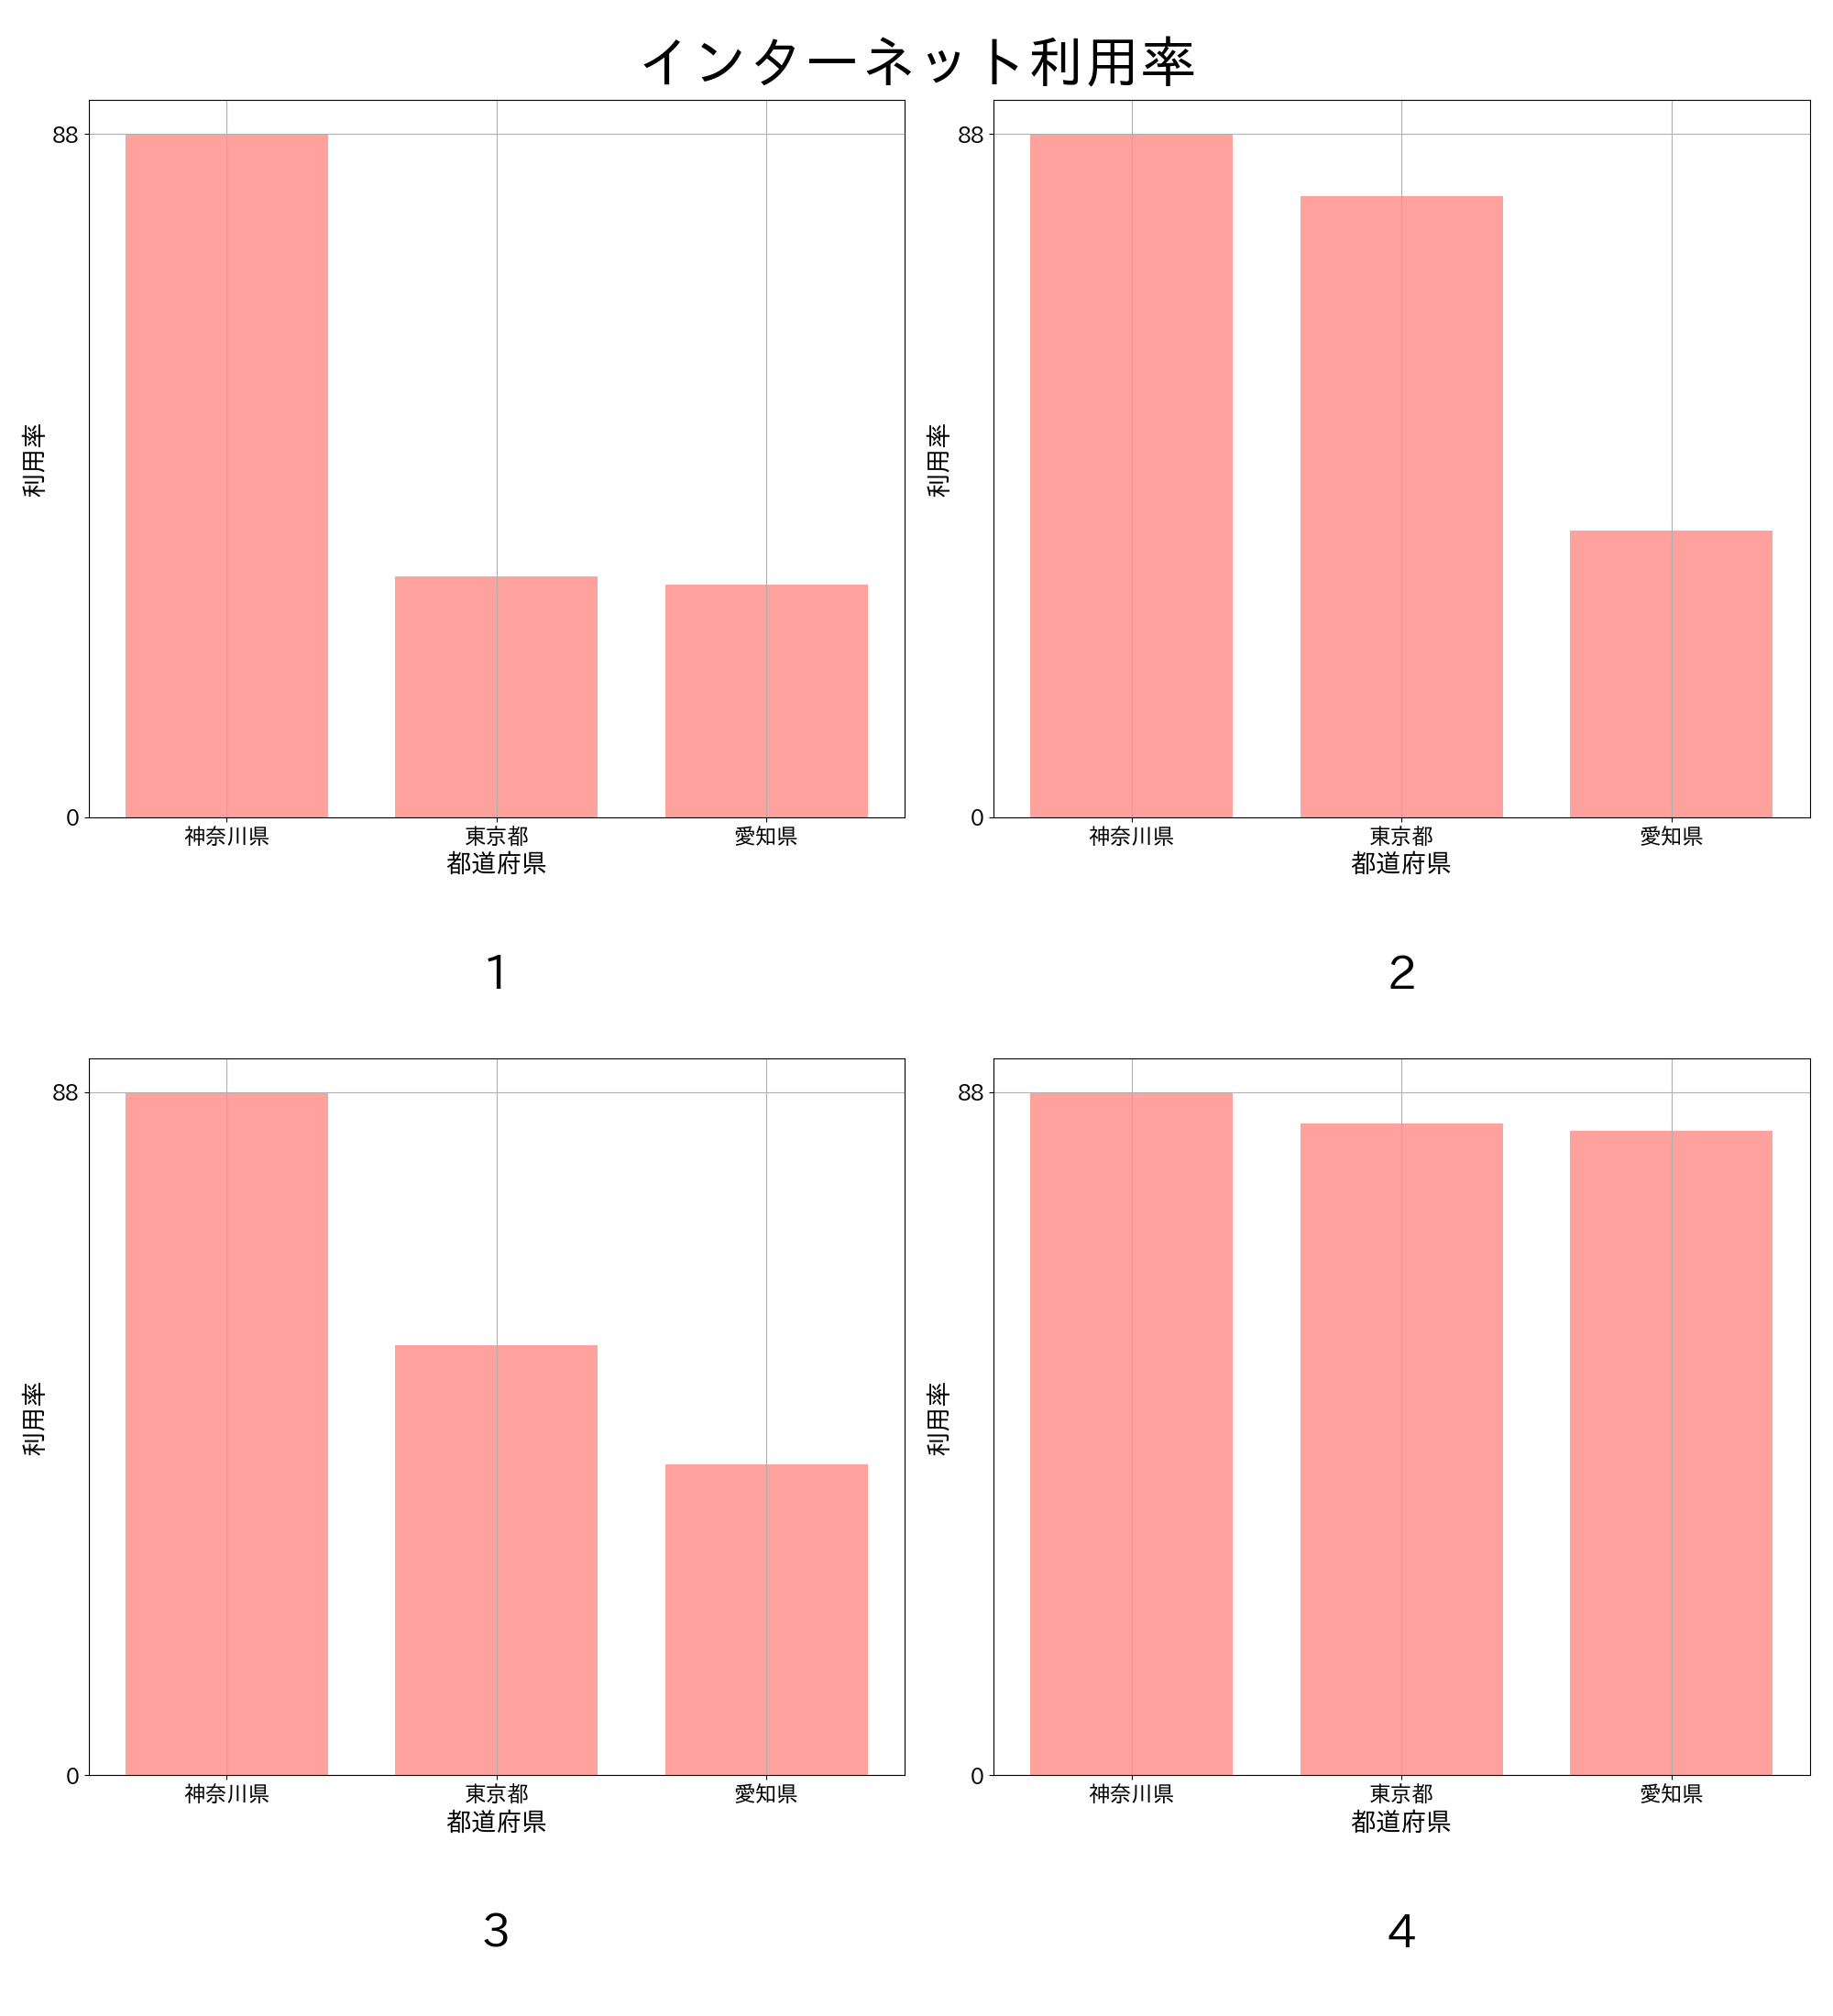 インターネット利用率
88
0
利用率
神奈川県 東京都 愛知県
都道府県
1
88
0
利用率
神奈川県 東京都 愛知県
都道府県
2
88
0
利用率
神奈川県 東京都 愛知県
都道府県
3
88
0
利用率
神奈川県 東京都 愛知県
都道府県
4